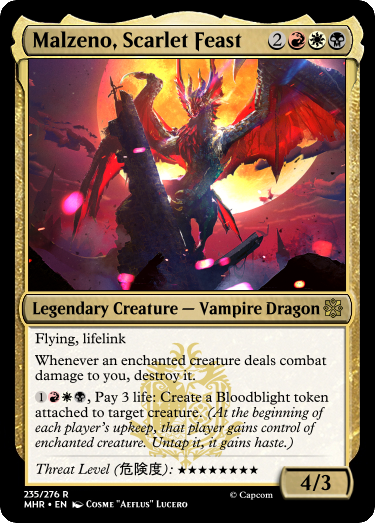 Malzeno, Scarlet Feast 2
Legendary Creature — Vampire Dragon
Flying, lifelink
Whenever an enchanted creature deals combat
damage to you, destroy it.
1, Pay 3 life: Create a Bloodblight token
attached to target creature. (At the beginning of
each player's upkeep, that player gains control of
enchanted creature. Untap it, it gains haste.)
Threat Level (危険度): ★★★★★★★★
4/3
235/276 R
MHR • EN Cosme "Aeflus" Lucero
© Capcom